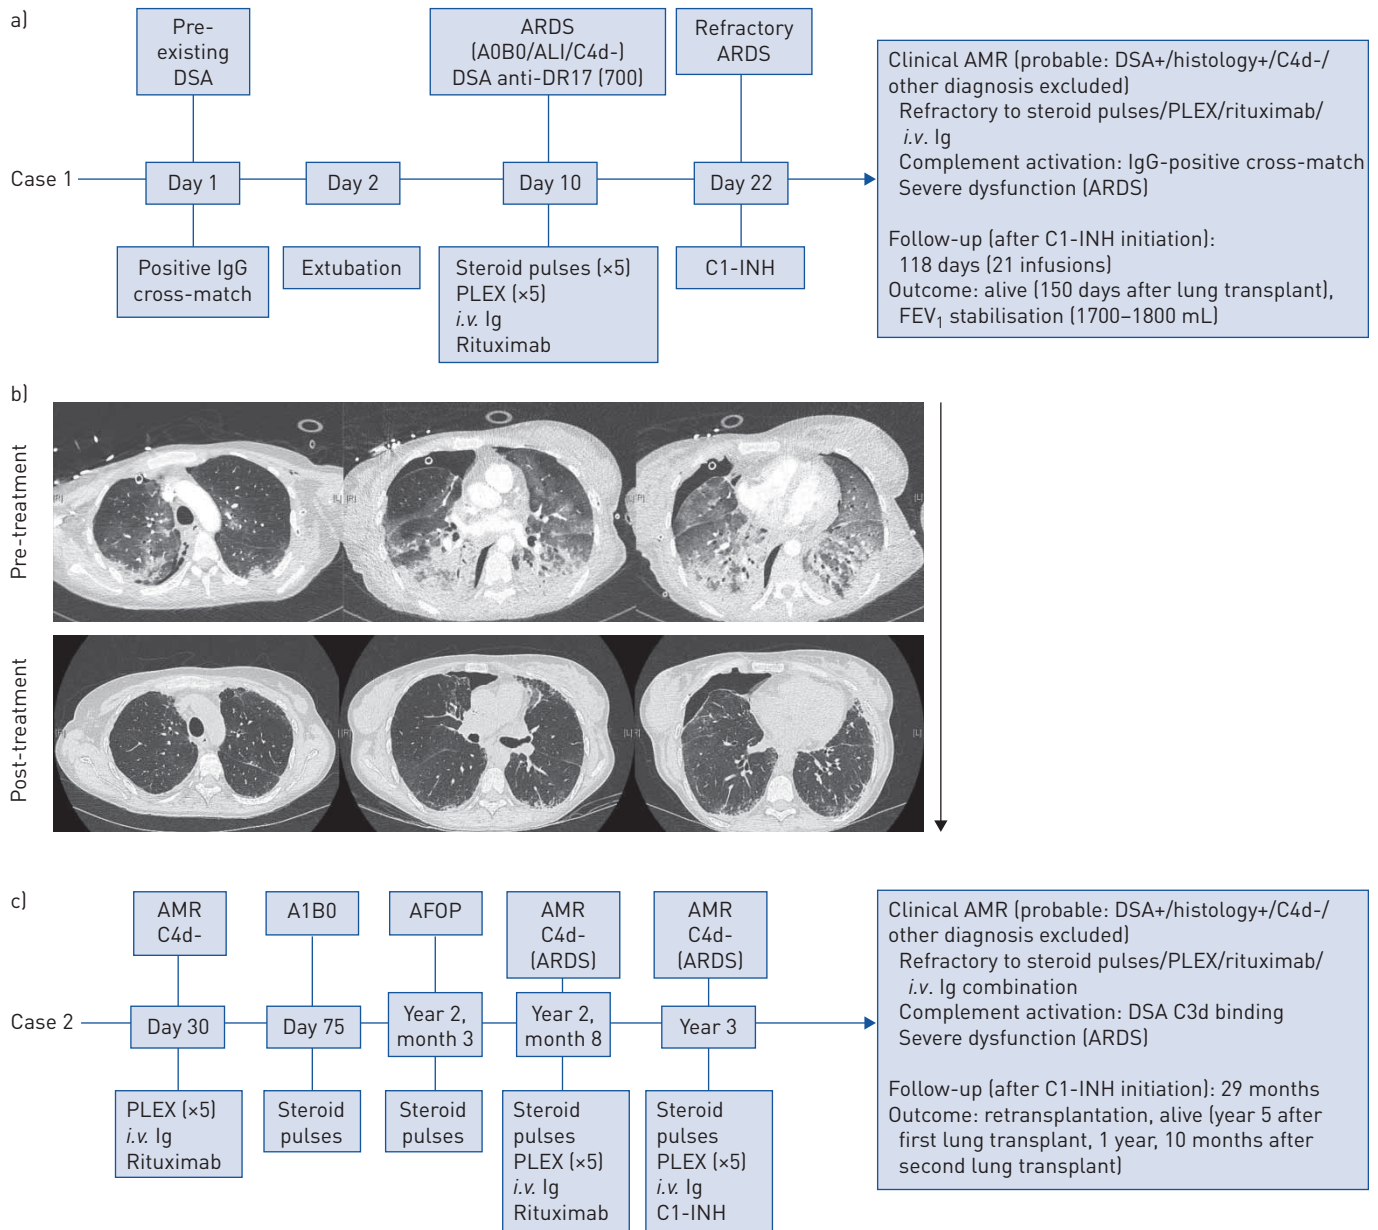 a)
Pre-
existing
DSA
ARDS
(A0B0/ALI/C4d-)
DSA anti-DR17 (700)
Refractory
ARDS
Case 1
Day 1
Day 2
Day 10
Day 22
Positive IgG
cross-match
Extubation
Steroid pulses (×5)
PLEX (×5)
i.v. Ig
Rituximab
C1-INH
Clinical AMR (probable: DSA+/histology+/C4d-/
other diagnosis excluded)
Refractory to steroid pulses/PLEX/rituximab/
i.v. Ig
Complement activation: IgG-positive cross-match
Severe dysfunction (ARDS)
Follow-up (after C1-INH initiation):
118 days (21 infusions)
Outcome: alive (150 days after lung transplant),
FEV1 stabilisation (1700–1800 mL)
b)
Pre-treatment
[R]
[L]
[R]
[L]
[R]
[L]
Post-treatment
[R]
[L]
[R]
[L]
[R]
[L]
c)
AMR
C4d-
A1B0
AFOP
AMR
C4d-
(ARDS)
AMR
C4d-
(ARDS)
Case 2
Day 30
Day 75
Year 2,
month 3
Year 2,
month 8
Year 3
PLEX (×5)
i.v. Ig
Rituximab
Steroid
pulses
Steroid
pulses
Steroid
pulses
PLEX (×5)
i.v. Ig
Rituximab
Steroid
pulses
PLEX (×5)
i.v. Ig
C1-INH
Clinical AMR (probable: DSA+/histology+/C4d-/
other diagnosis excluded)
Refractory to steroid pulses/PLEX/rituximab/
i.v. Ig combination
Complement activation: DSA C3d binding
Severe dysfunction (ARDS)
Follow-up (after C1-INH initiation): 29 months
Outcome: retransplantation, alive (year 5 after
first lung transplant, 1 year, 10 months after
second lung transplant)